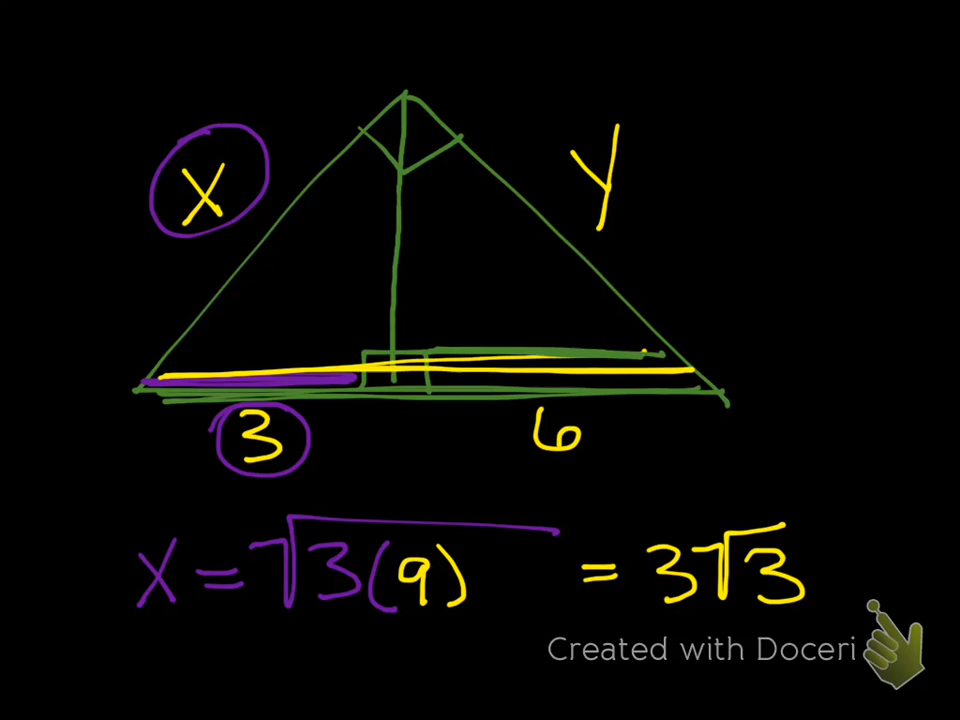 X
Y
3
6
X = √3(9) = 3√3
Created with Doceri